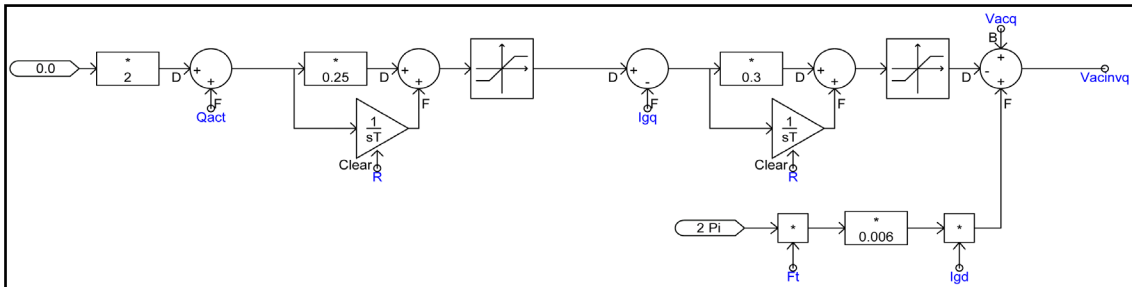 Vacq
B
0.0
*
2
D
+
+
F
Qact
*
0.25
D
+
+
F
1
sT
Clear
R
D
+
-
F
Igq
*
0.3
D
+
+
F
1
sT
Clear
R
D
+
-
+
F
Vacinvq
2 Pi
*
Ft
*
0.006
*
Igd